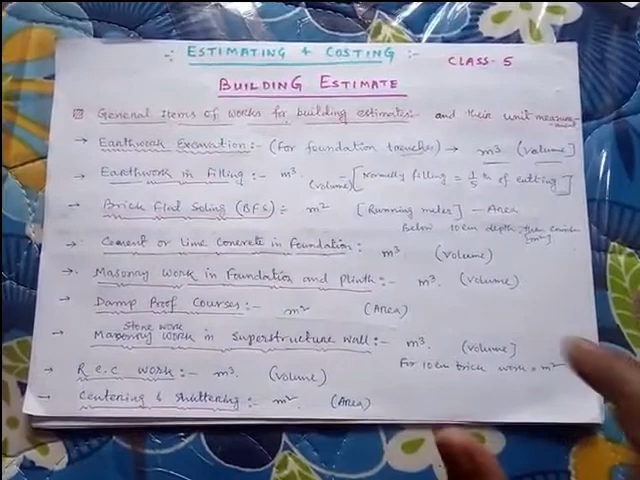 -: ESTIMATING & COSTING :- CLASS - 5
BUILDING ESTIMATE
General Items of works for building estimates:- and their unit measurement
→ Earthwork Excavation:- (For foundation trenches) → m³ (volume]
→ Earthwork in filling:- m³. (volume) - [Normally filling = 1/5 th of cutting]
→ Brick Flat Soling (BFS):- m² [Running meter] - Area
Below 10cm depth, then [m²]
→ Cement or Lime Concrete in Foundation: m³ (volume)
→ Masonry Work in Foundation and Plinth:- m³. (volume)
→ Damp Proof Courses:- m² (Area)
Stone work
→ Masonry Work in Superstructure Wall:- m³. (volume]
For 10cm brick work = m²
→ R.c.c work:- m³. (volume)
→ Centering & Shuttering:- m². (Area)